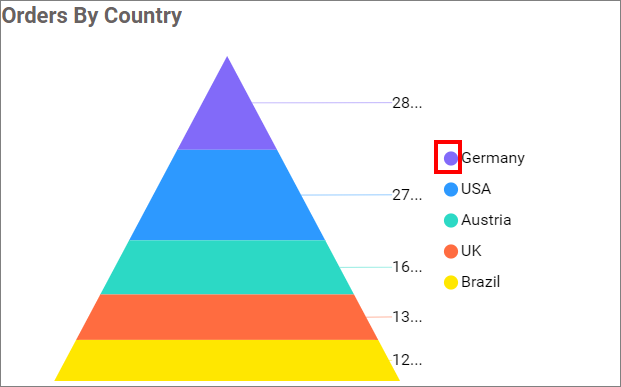 Orders By Country
28...
27...
16...
13...
12...
Germany
USA
Austria
UK
Brazil